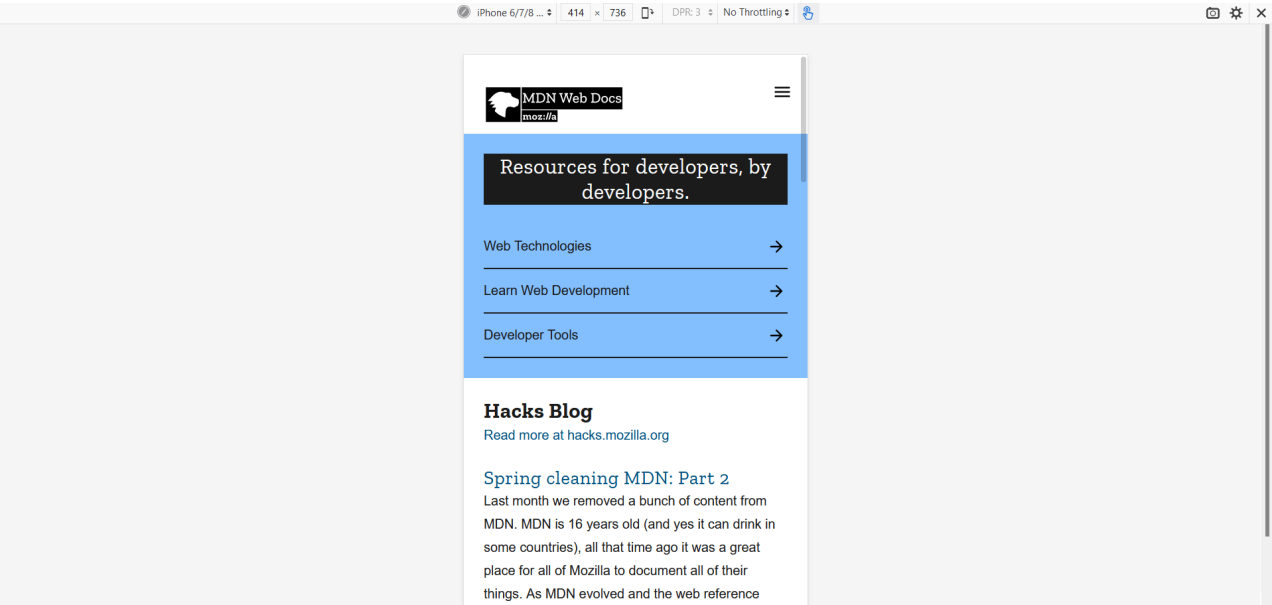 iPhone 6/7/8 ... 414 × 736 DPR: 3 No Throttling
MDN Web Docs
moz://a
Resources for developers, by
developers.
Web Technologies
Learn Web Development
Developer Tools
Hacks Blog
Read more at hacks.mozilla.org
Spring cleaning MDN: Part 2
Last month we removed a bunch of content from
MDN. MDN is 16 years old (and yes it can drink in
some countries), all that time ago it was a great
place for all of Mozilla to document all of their
things. As MDN evolved and the web reference